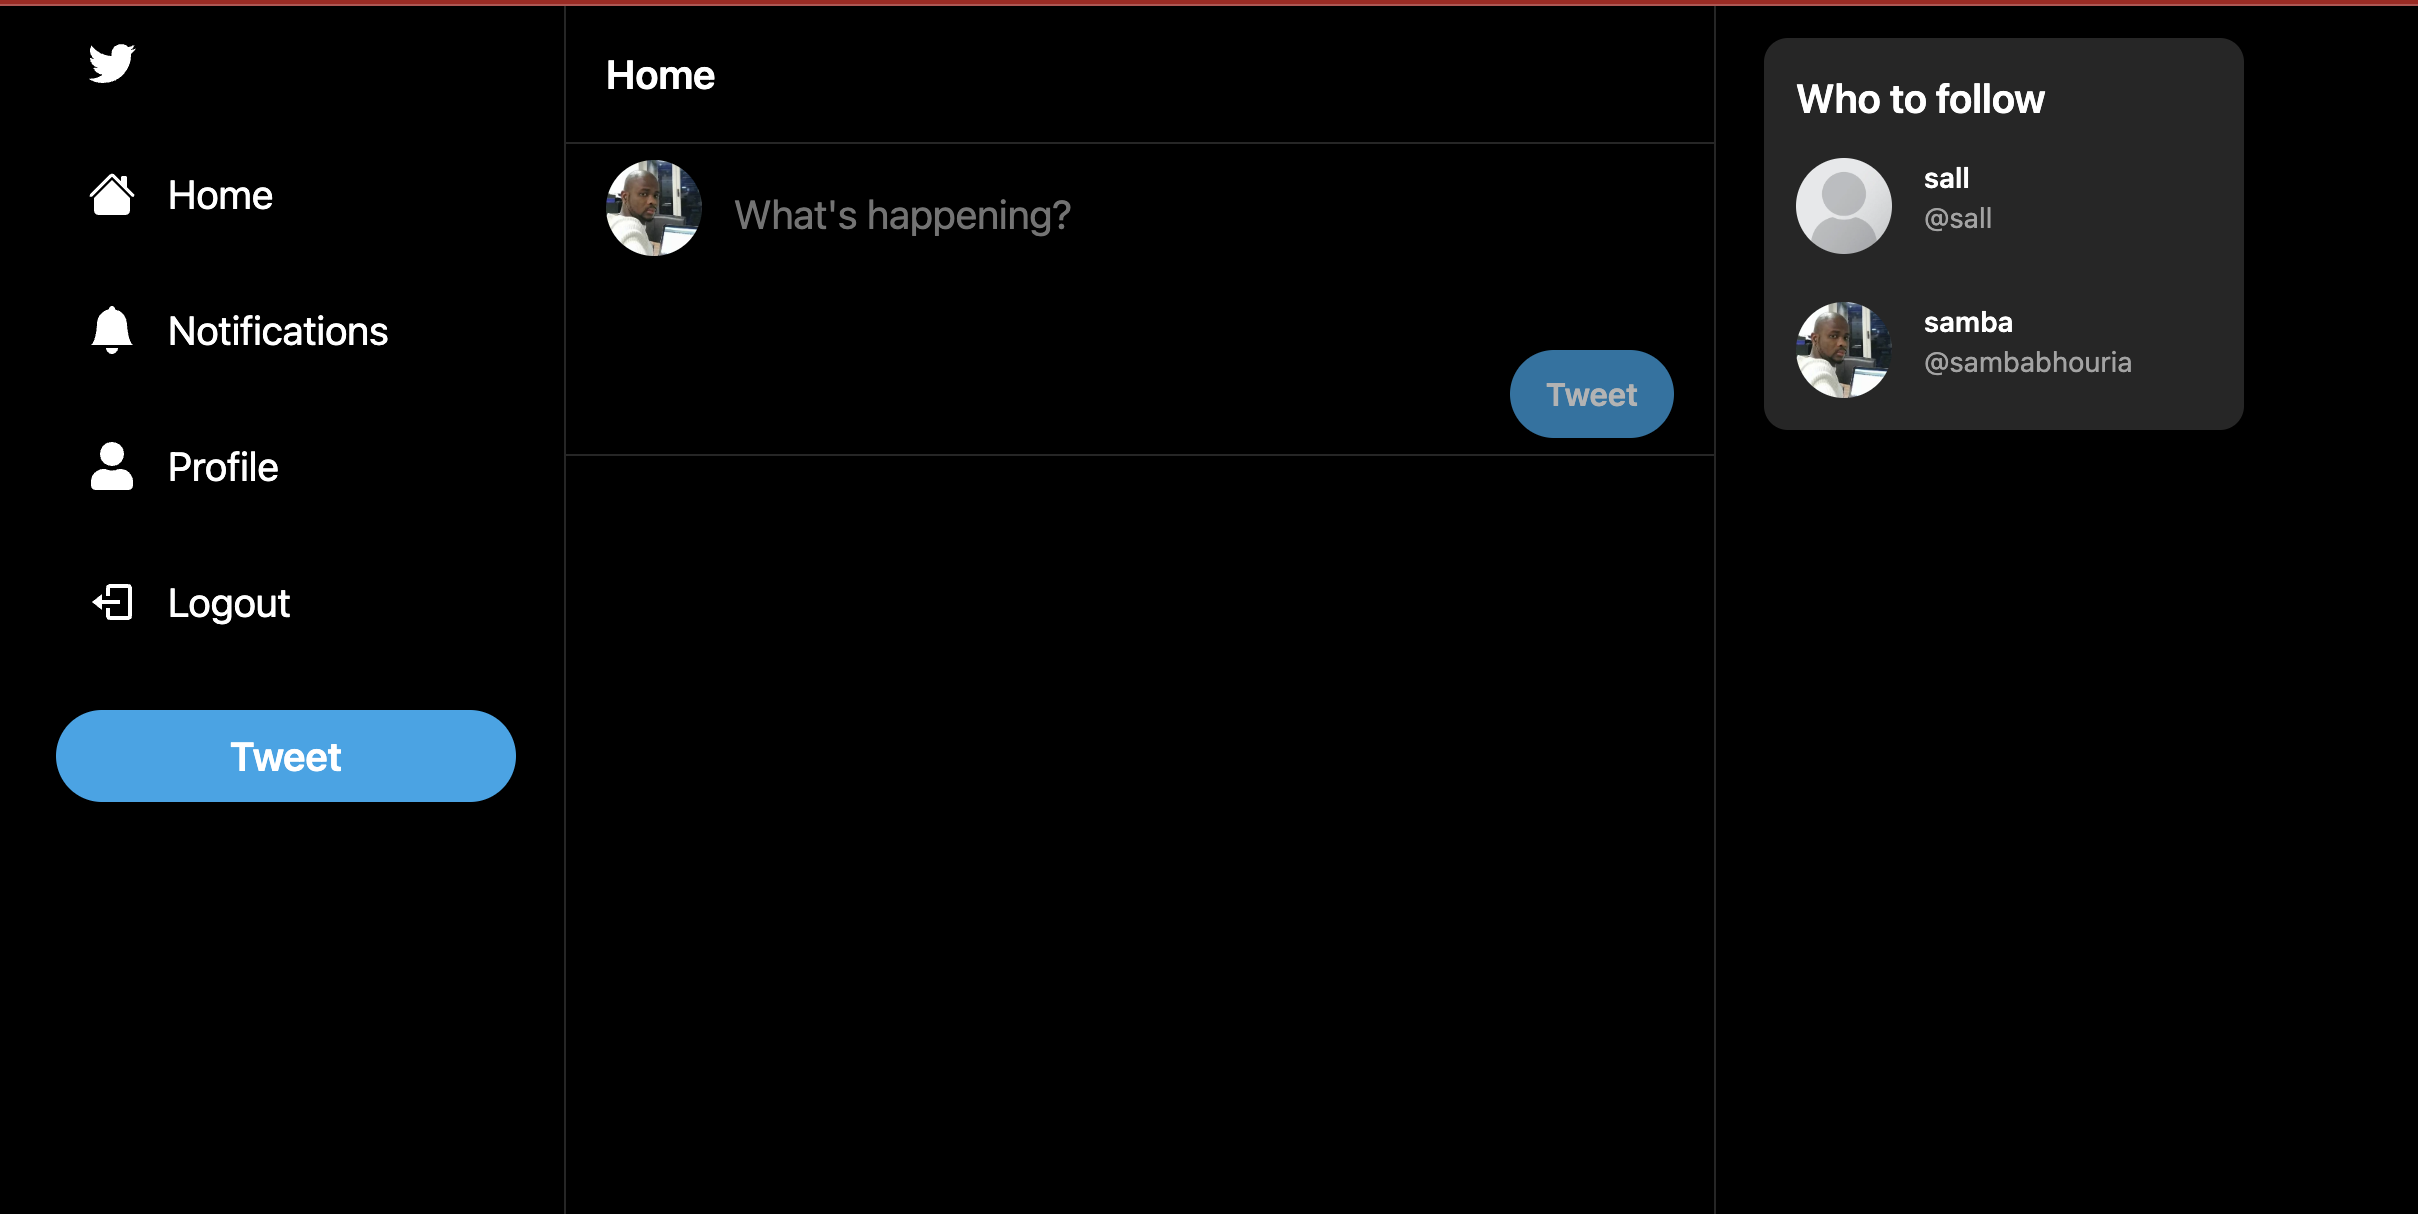 Home
Notifications
Profile
Logout
Tweet
Home
What's happening?
Tweet
Who to follow
sall
@sall
samba
@sambabhouria